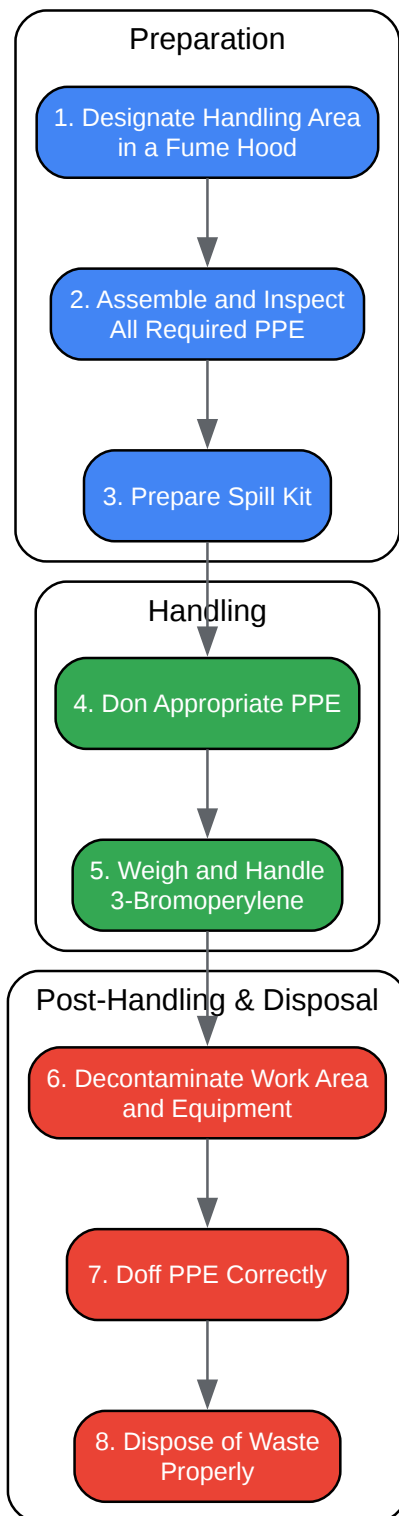 Preparation
1. Designate Handling Area
in a Fume Hood
2. Assemble and Inspect
All Required PPE
3. Prepare Spill Kit
Handling
4. Don Appropriate PPE
5. Weigh and Handle
3-Bromoperylene
Post-Handling & Disposal
6. Decontaminate Work Area
and Equipment
7. Doff PPE Correctly
8. Dispose of Waste
Properly